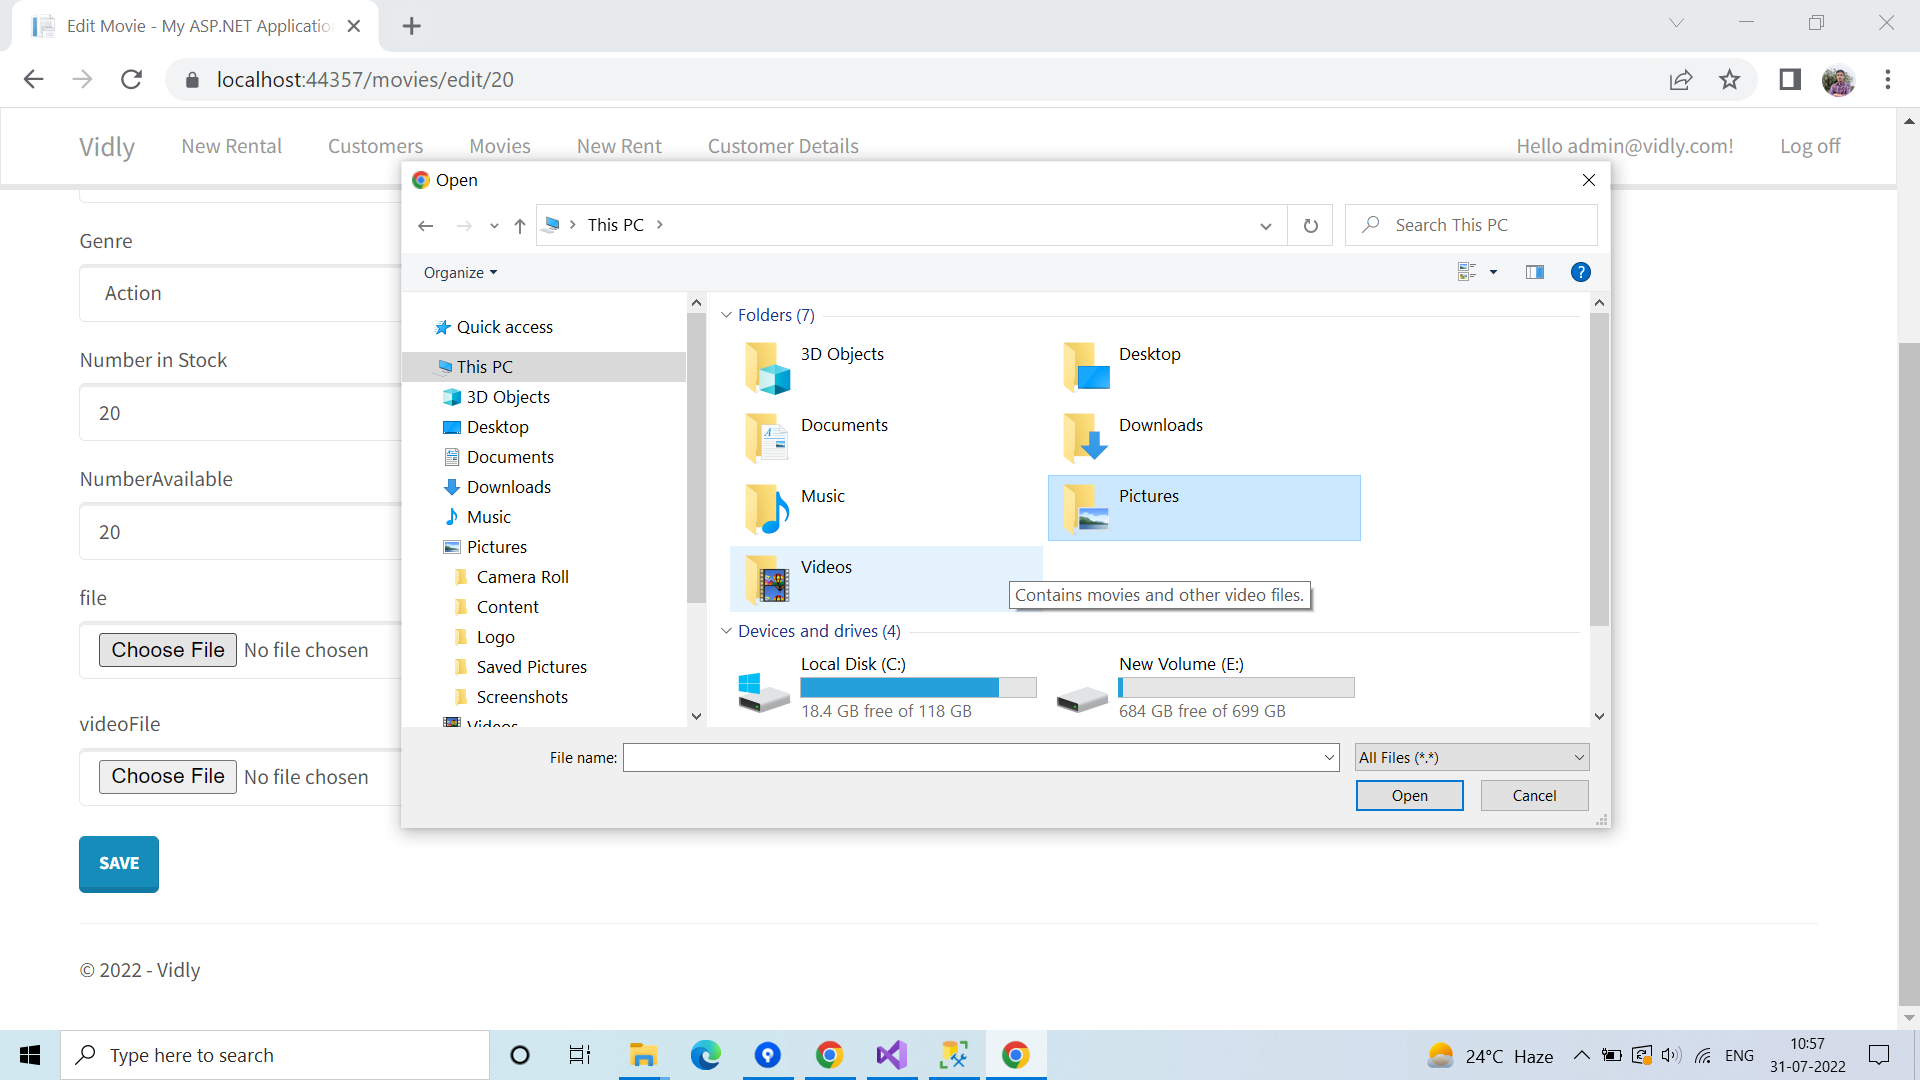 Edit Movie - My ASP.NET Applicatio
localhost:44357/movies/edit/20
Vidly New Rental Customers Movies New Rent Customer Details Hello admin@vidly.com! Log off
Genre
Action
Number in Stock
20
NumberAvailable
20
file
Choose File No file chosen
videoFile
Choose File No file chosen
SAVE
© 2022 - Vidly
Open
This PC
Search This PC
Organize
?
Quick access
This PC
3D Objects
Desktop
Documents
Downloads
Music
Pictures
Camera Roll
Content
Logo
Saved Pictures
Screenshots
Videos
Folders (7)
3D Objects
Desktop
Documents
Downloads
Music
Pictures
Videos
Contains movies and other video files.
Devices and drives (4)
Local Disk (C:)
18.4 GB free of 118 GB
New Volume (E:)
684 GB free of 699 GB
File name:
All Files (*.*)
Open
Cancel
Type here to search
24°C Haze
ENG
10:57
31-07-2022